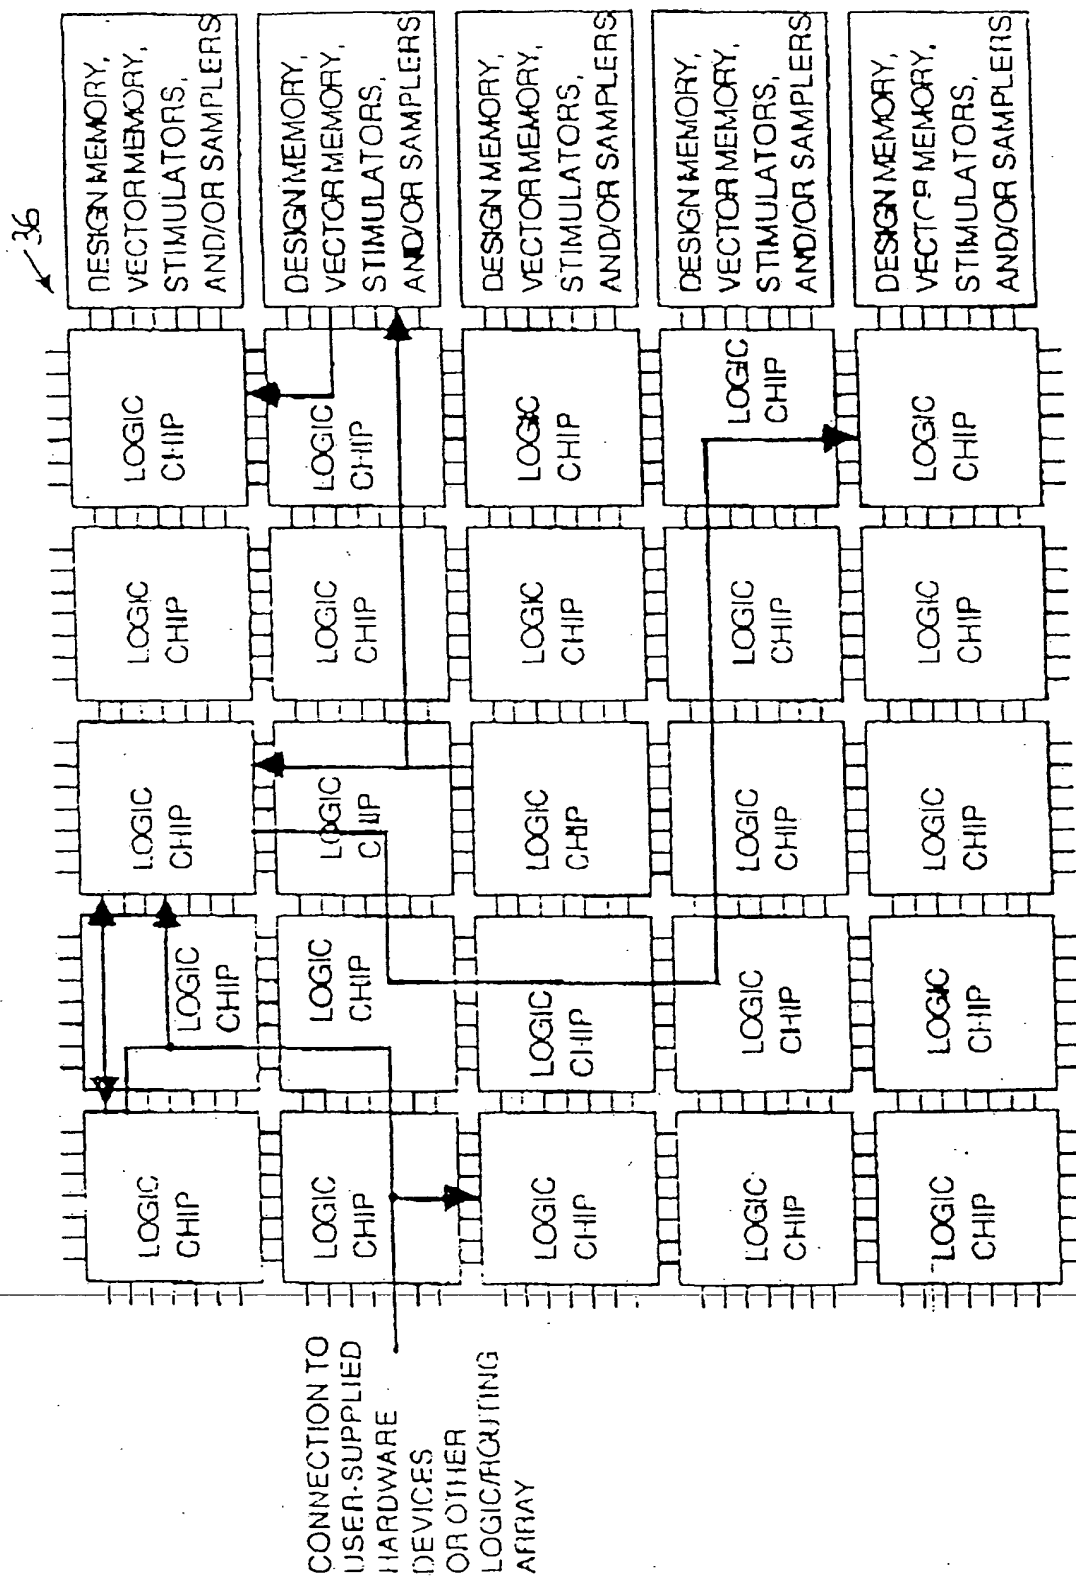 36
LOGIC
CHIP
LOGIC
CHIP
LOGIC
CHIP
LOGIC
CHIP
LOGIC
CHIP
DESIGN MEMORY,
VECTOR MEMORY,
STIMULATORS,
AND/OR SAMPLERS
CONNECTION TO
USER-SUPPLIED
HARDWARE
DEVICES
OR OTHER
LOGIC/ROUTING
ARRAY
LOGIC
CHIP
LOGIC
CHIP
LOGIC
CHIP
LOGIC
CHIP
LOGIC
CHIP
DESIGN MEMORY,
VECTOR MEMORY,
STIMULATORS,
AND/OR SAMPLERS
LOGIC
CHIP
LOGIC
CHIP
LOGIC
CHIP
LOGIC
CHIP
LOGIC
CHIP
DESIGN MEMORY,
VECTOR MEMORY,
STIMULATORS,
AND/OR SAMPLERS
LOGIC
CHIP
LOGIC
CHIP
LOGIC
CHIP
LOGIC
CHIP
LOGIC
CHIP
DESIGN MEMORY,
VECTOR MEMORY,
STIMULATORS,
AND/OR SAMPLERS
LOGIC
CHIP
LOGIC
CHIP
LOGIC
CHIP
LOGIC
CHIP
LOGIC
CHIP
DESIGN MEMORY,
VECTOR MEMORY,
STIMULATORS,
AND/OR SAMPLERS